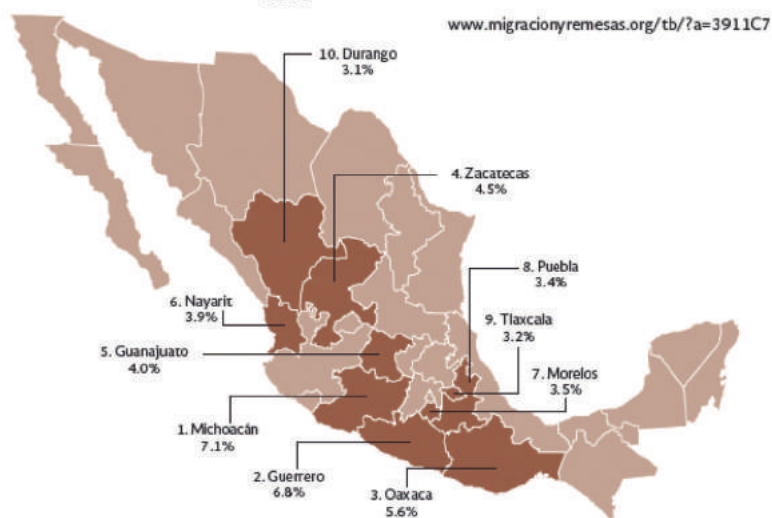 www.migracionyremesas.org/tb/?a=3911C7
10. Durango
3.1%
4. Zacatecas
4.5%
8. Puebla
3.4%
6. Nayarit
3.9%
9. Tlaxcala
3.2%
5. Guanajuato
4.0%
7. Morelos
3.5%
1. Michoacán
7.1%
2. Guerrero
6.8%
3. Oaxaca
5.6%